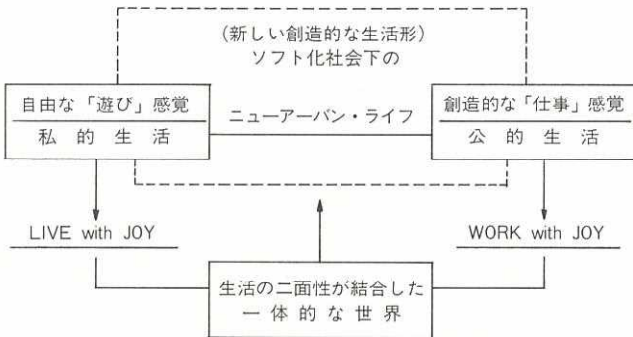 (新しい創造的な生活形)
ソフト化社会下の
自由な「遊び」感覚
私的生活
ニューアーバン・ライフ
創造的な「仕事」感覚
公的生活
LIVE with JOY
WORK with JOY
生活の二面性が結合した
一体的な世界